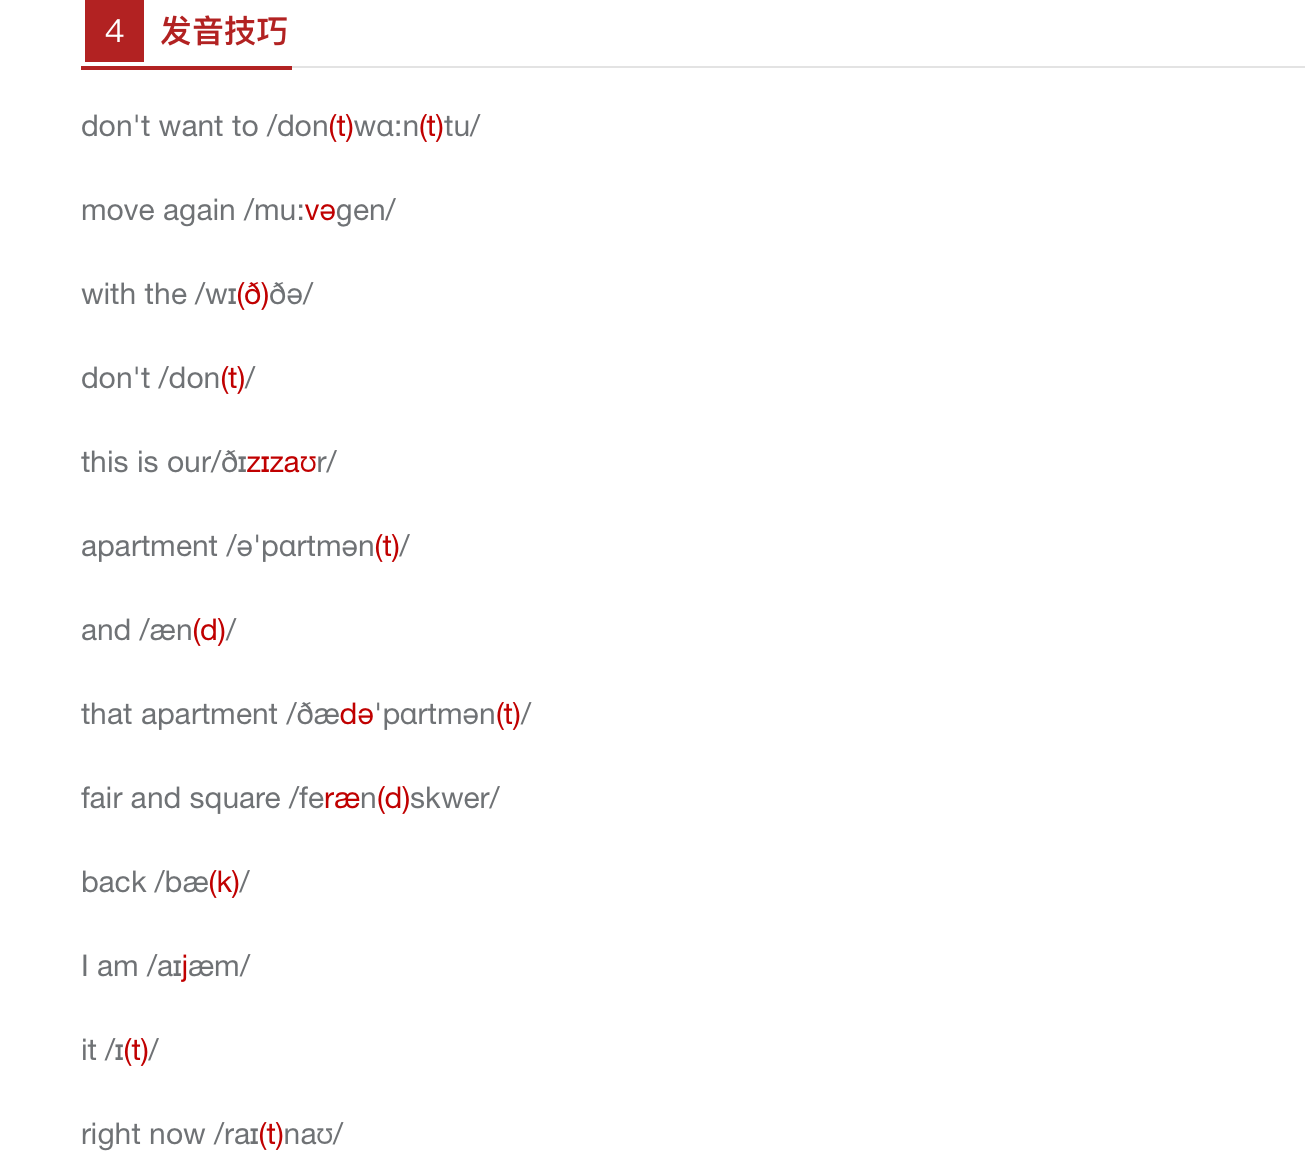 4 发音技巧
don't want to /don(t)wɑ:n(t)tu/
move again /mu:vəgen/
with the /wɪ(ð)ðə/
don't /don(t)/
this is our/ðɪzɪzaʊr/
apartment /ə'pɑrtmən(t)/
and /æn(d)/
that apartment /ðædə'pɑrtmən(t)/
fair and square /feræn(d)skwer/
back /bæ(k)/
I am /aɪjæm/
it /ɪ(t)/
right now /raɪ(t)naʊ/